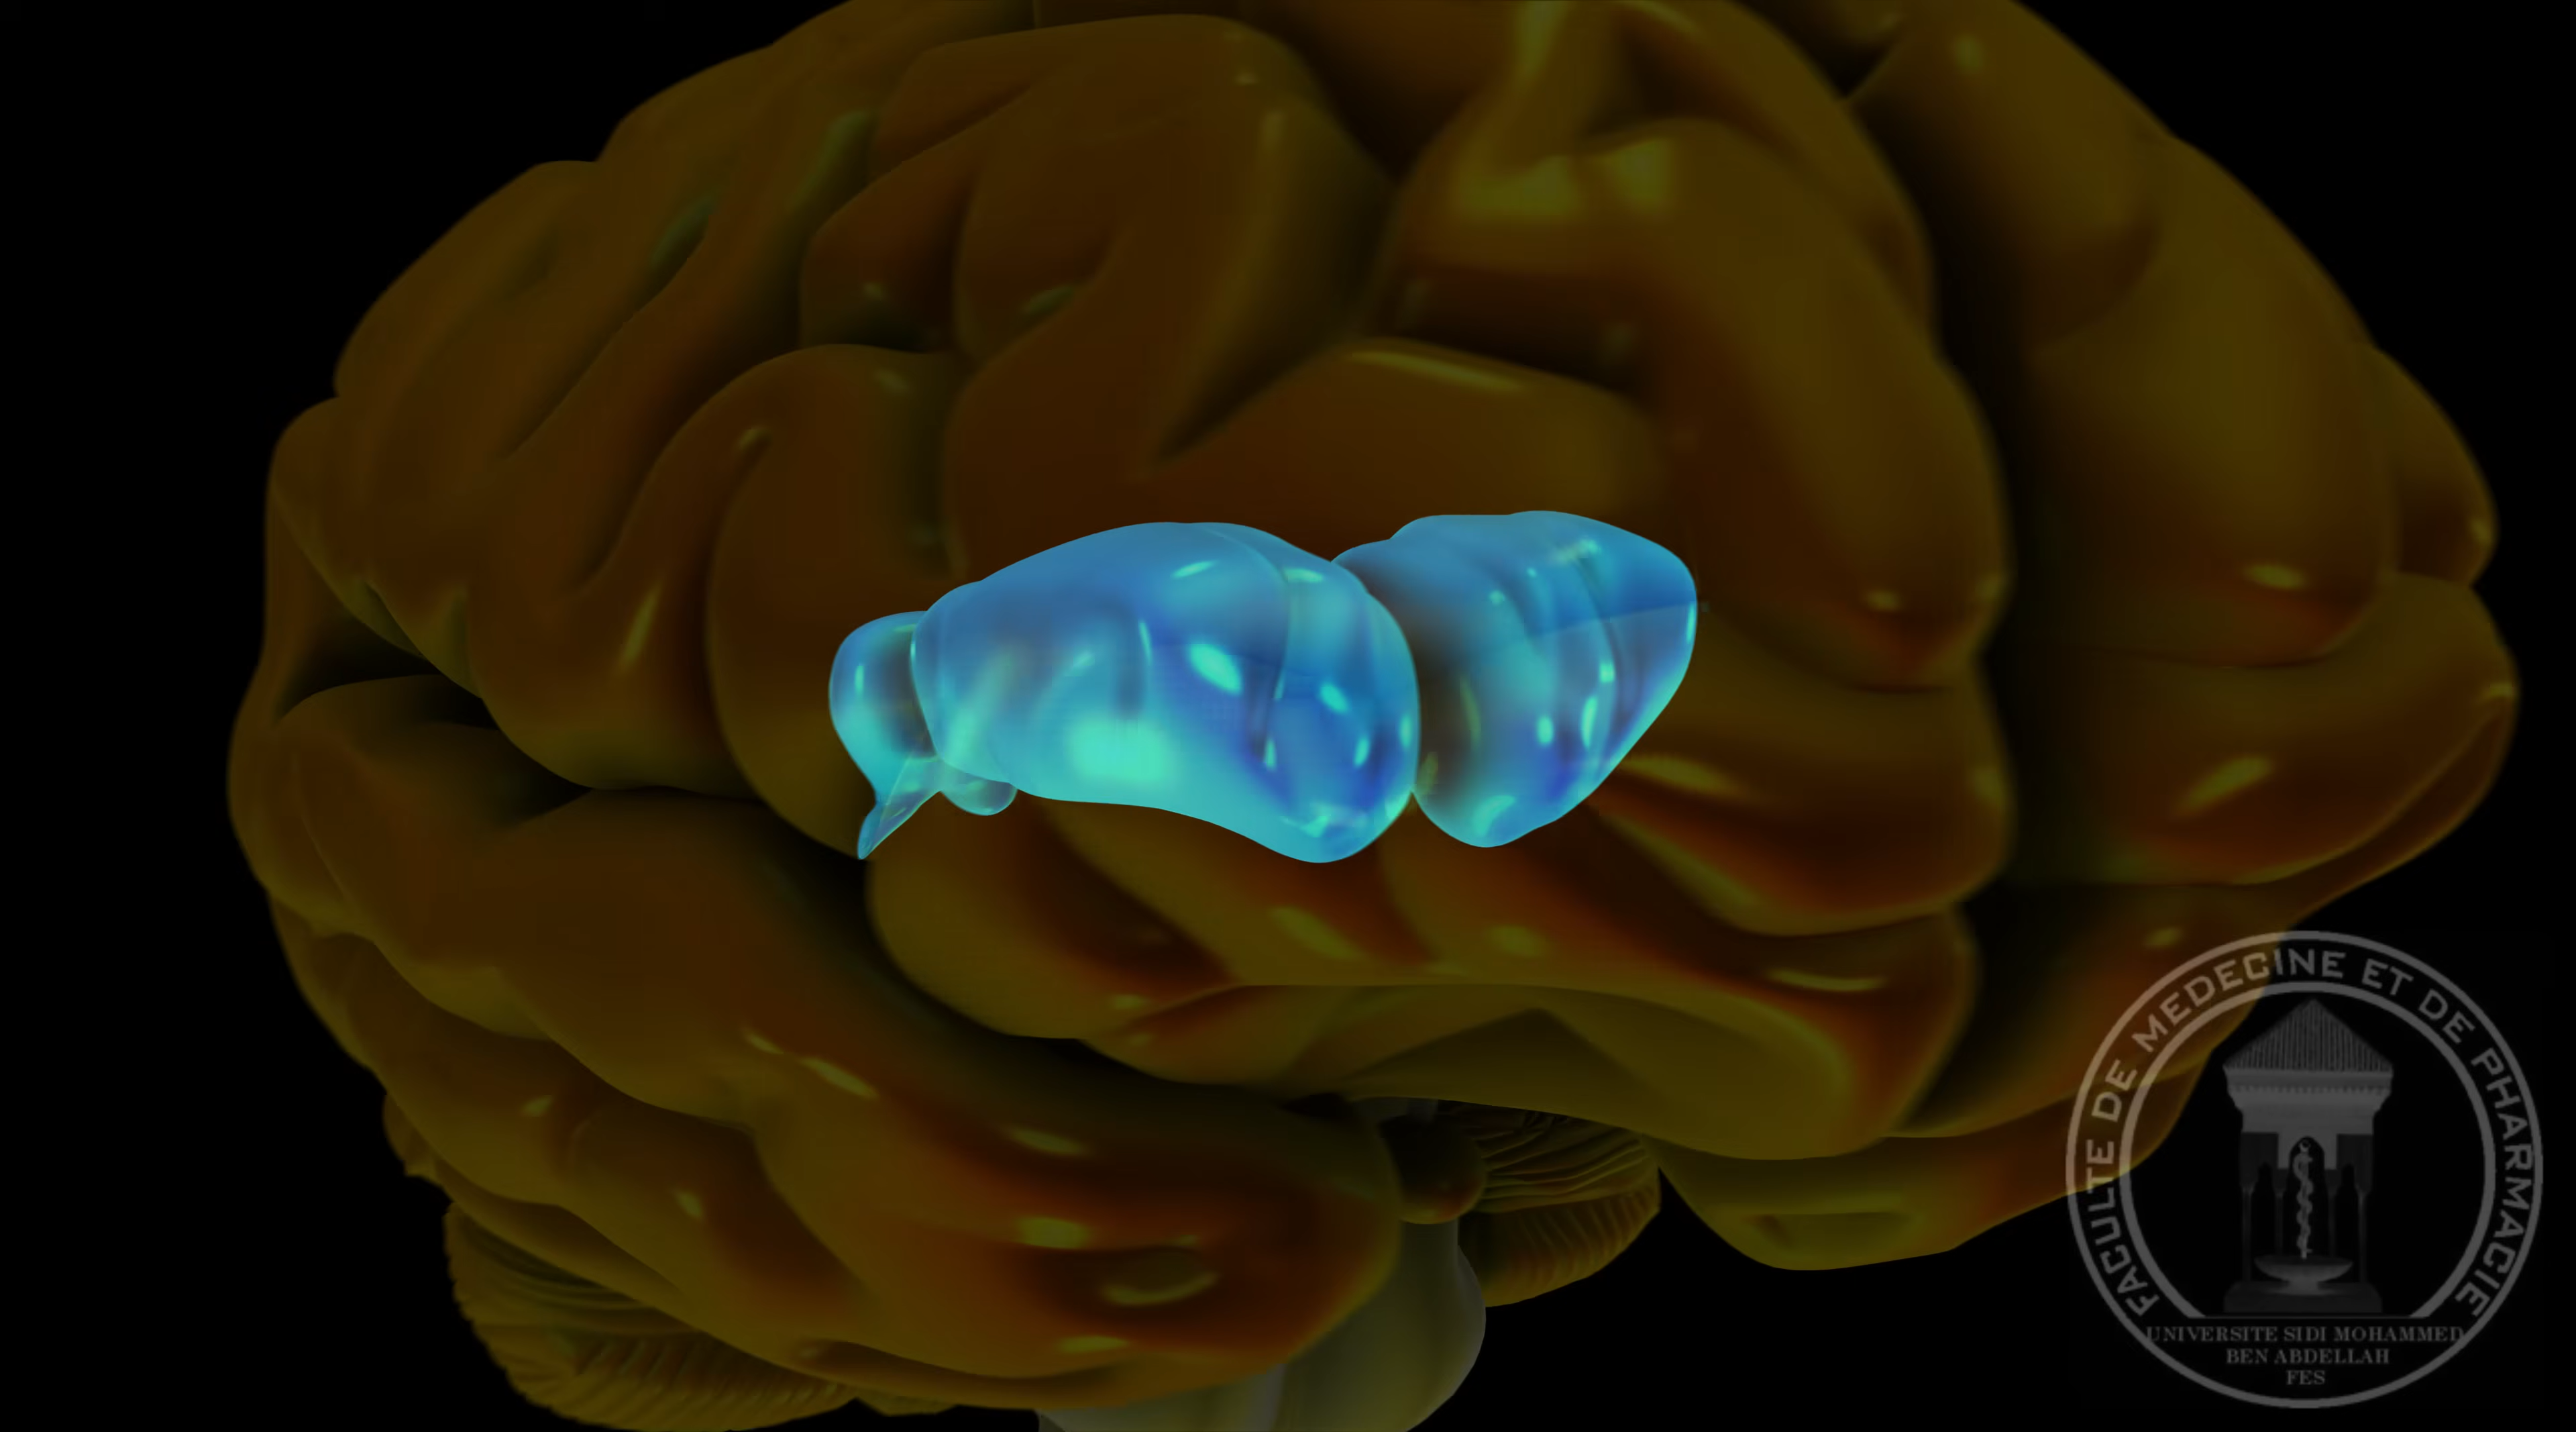 FACULTE DE MEDECINE ET DE PHARMACIE
UNIVERSITE SIDI MOHAMMED
BEN ABDELLAH
FES